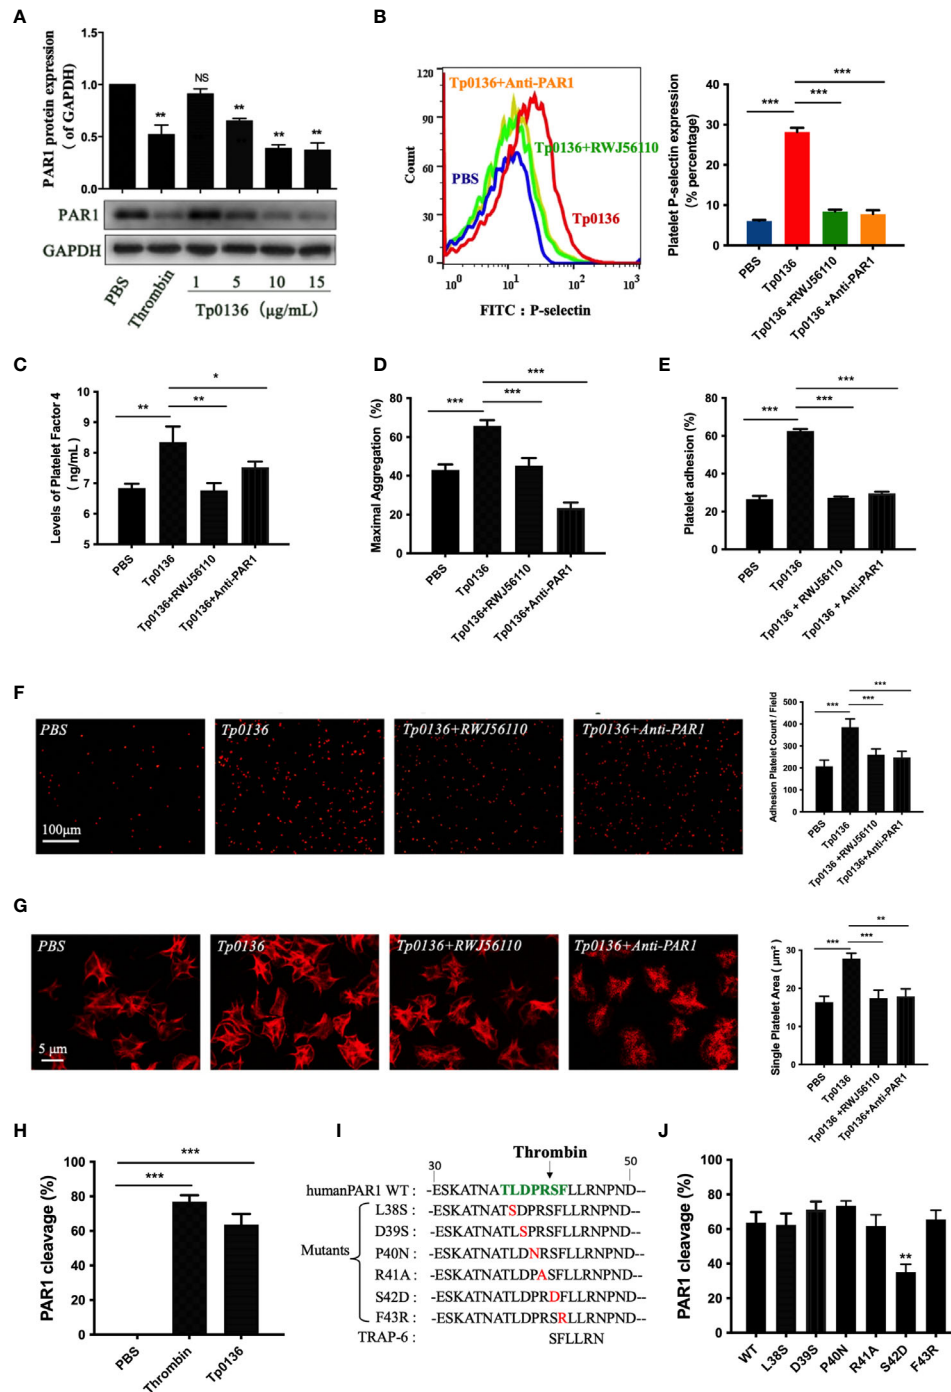 A
PAR1 protein expression
( of GAPDH)
1.5
1.0
0.5
0.0
**
NS
**
**
**
**
PAR1
GAPDH
PBS
Thrombin
1
5
10
15
Tp0136 (μg/mL)
B
Count
120
90
60
30
0
Tp0136+Anti-PAR1
Tp0136+RWJ56110
PBS
Tp0136
10⁰
10¹
10²
10³
FITC : P-selectin
Platelet P-selectin expression
(% percentage)
40
30
20
10
0
***
***
***
PBS
Tp0136
Tp0136 +RWJ56110
Tp0136 +Anti-PAR1
C
Levels of Platelet Factor 4
( ng/mL)
10
9
8
7
6
5
*
**
**
PBS
Tp0136
Tp0136+RWJ56110
Tp0136+Anti-PAR1
D
Maximal Aggregation (%)
80
60
40
20
0
***
***
***
PBS
Tp0136
Tp0136+RWJ56110
Tp0136+Anti-PAR1
E
Platelet adhesion (%)
80
60
40
20
0
***
***
***
PBS
Tp0136
Tp0136 + RWJ56110
Tp0136 + Anti-PAR1
F
PBS
100μm
Tp0136
Tp0136+RWJ56110
Tp0136+Anti-PAR1
Adhesion Platelet Count / Field
500
400
300
200
100
0
***
***
***
PBS
Tp0136
Tp0136 +RWJ56110
Tp0136+Anti-PAR1
G
PBS
5 μm
Tp0136
Tp0136+RWJ56110
Tp0136+Anti-PAR1
Single Platelet Area ( μm² )
30
20
10
0
**
***
***
PBS
Tp0136
Tp0136 +RWJ56110
Tp0136+Anti-PAR1
H
PAR1 cleavage (%)
100
80
60
40
20
0
***
***
PBS
Thrombin
Tp0136
I
Thrombin
30
50
humanPAR1 WT : -ESKATNATLDPRSFLLRNPND--
Mutants
L38S : -ESKATNATSDPRSFLLRNPND--
D39S : -ESKATNATLSPRSFLLRNPND--
P40N : -ESKATNATLDNRSFLLRNPND--
R41A : -ESKATNATLDPASFLLRNPND--
S42D : -ESKATNATLDPRDFLLRNPND--
F43R : -ESKATNATLDPRSRLLRNPND--
TRAP-6 : SFLLRN
J
PAR1 cleavage (%)
100
80
60
40
20
0
**
WT
L38S
D39S
P40N
R41A
S42D
F43R